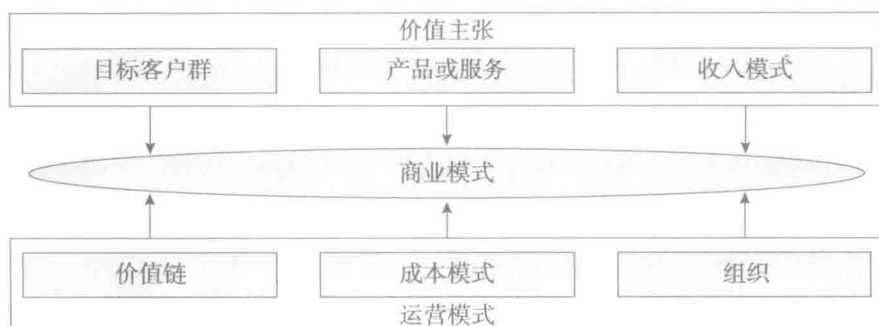 价值主张
目标客户群 产品或服务 收入模式
商业模式
价值链 成本模式 组织
运营模式